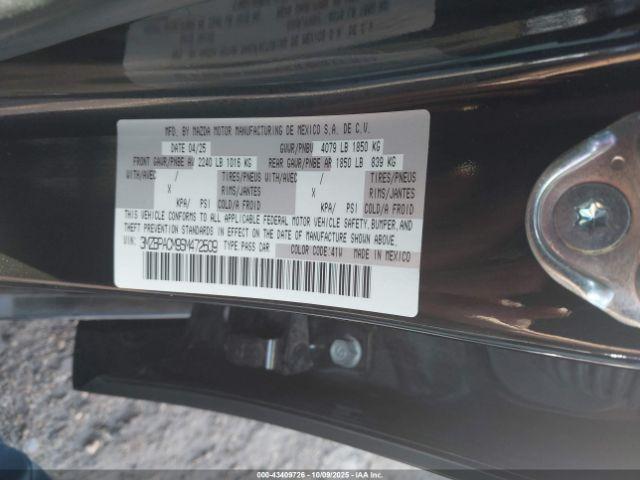 MFD. BY MAZDA MOTOR MANUFACTURING DE MEXICO S.A. DE C.V.
DATE 04/25 GVWR/PNBV 4079 LB 1850 KG
FRONT GAWR/PNBE AV 2240 LB 1016 KG REAR GAWR/PNBE AR 1850 LB 839 KG
WITH/AVEC / TIRES/PNEUS WITH/AVEC / TIRES/PNEUS
X RIMS/JANTES X RIMS/JANTES
KPA/ PSI COLD/A FROID KPA/ PSI COLD/A FROID
THIS VEHICLE CONFORMS TO ALL APPLICABLE FEDERAL MOTOR VEHICLE SAFETY, BUMPER, AND
THEFT PREVENTION STANDARDS IN EFFECT ON THE DATE OF MANUFACTURE SHOWN ABOVE.
VIN: TYPE PASS CAR COLOR CODE:41W MADE IN MEXICO
000-43409726 - 10/09/2025 - IAAI.COM